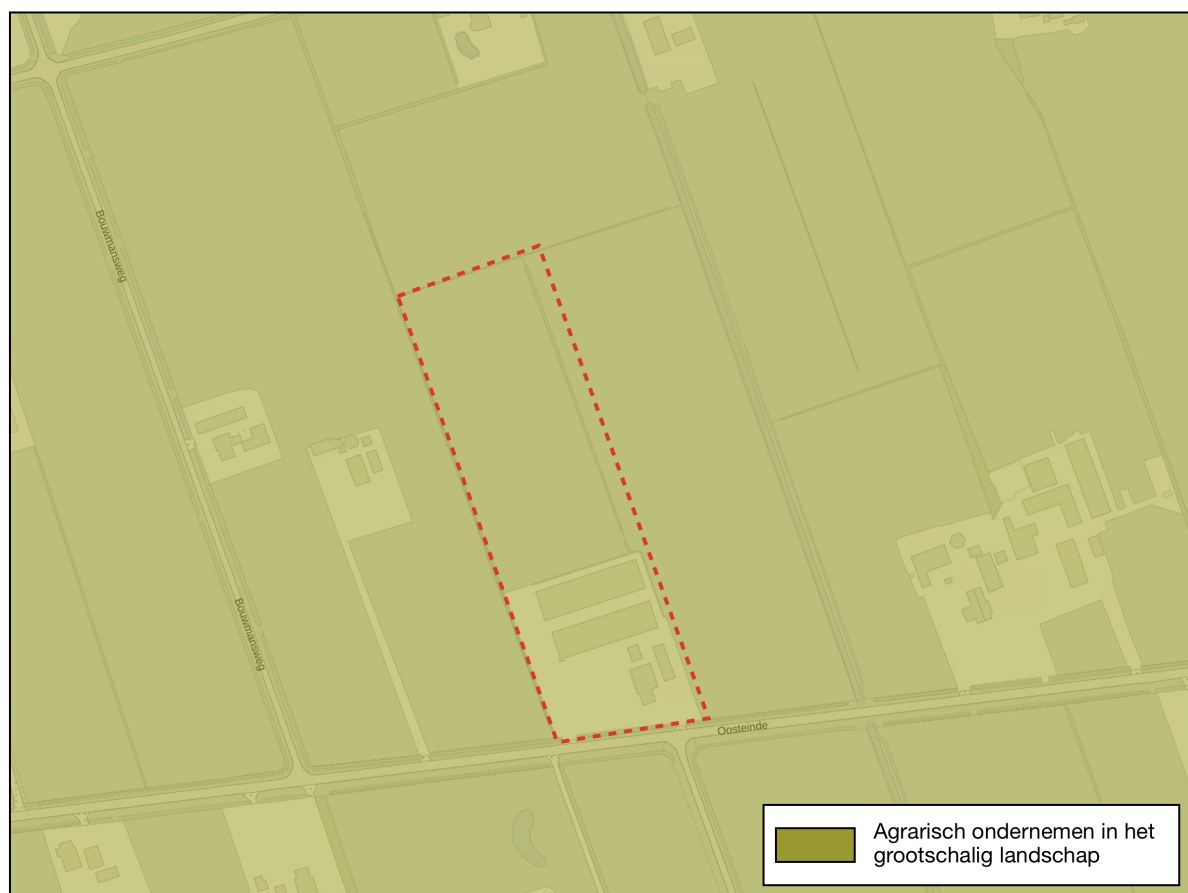 Bouwmansweg
Bouwmansweg
Oosteinde
Agrarisch ondernemen in het
grootschalig landschap